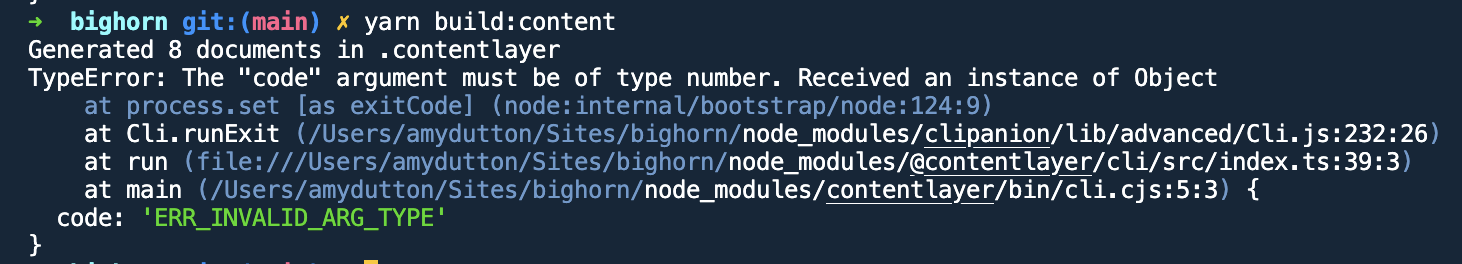 ➜ bighorn git:(main) ✗ yarn build:content
Generated 8 documents in .contentlayer
TypeError: The "code" argument must be of type number. Received an instance of Object
    at process.set [as exitCode] (node:internal/bootstrap/node:124:9)
    at Cli.runExit (/Users/amydutton/Sites/bighorn/node_modules/clipanion/lib/advanced/Cli.js:232:26)
    at run (file:///Users/amydutton/Sites/bighorn/node_modules/@contentlayer/cli/src/index.ts:39:3)
    at main (/Users/amydutton/Sites/bighorn/node_modules/contentlayer/bin/cli.cjs:5:3) {
  code: 'ERR_INVALID_ARG_TYPE'
}